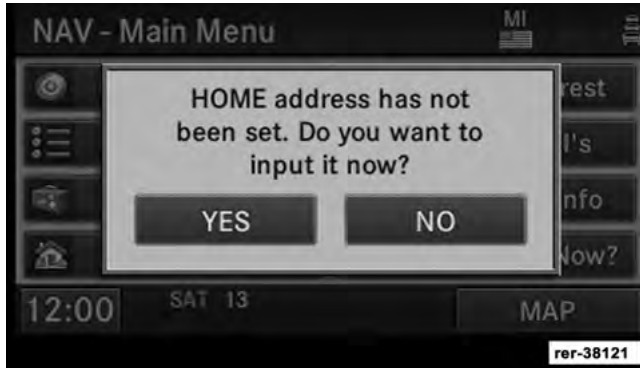 NAV - Main Menu
MI
HOME address has not
been set. Do you want to
input it now?
YES
NO
rest
l's
nfo
Now?
12:00
SAT 13
MAP
rer-38121